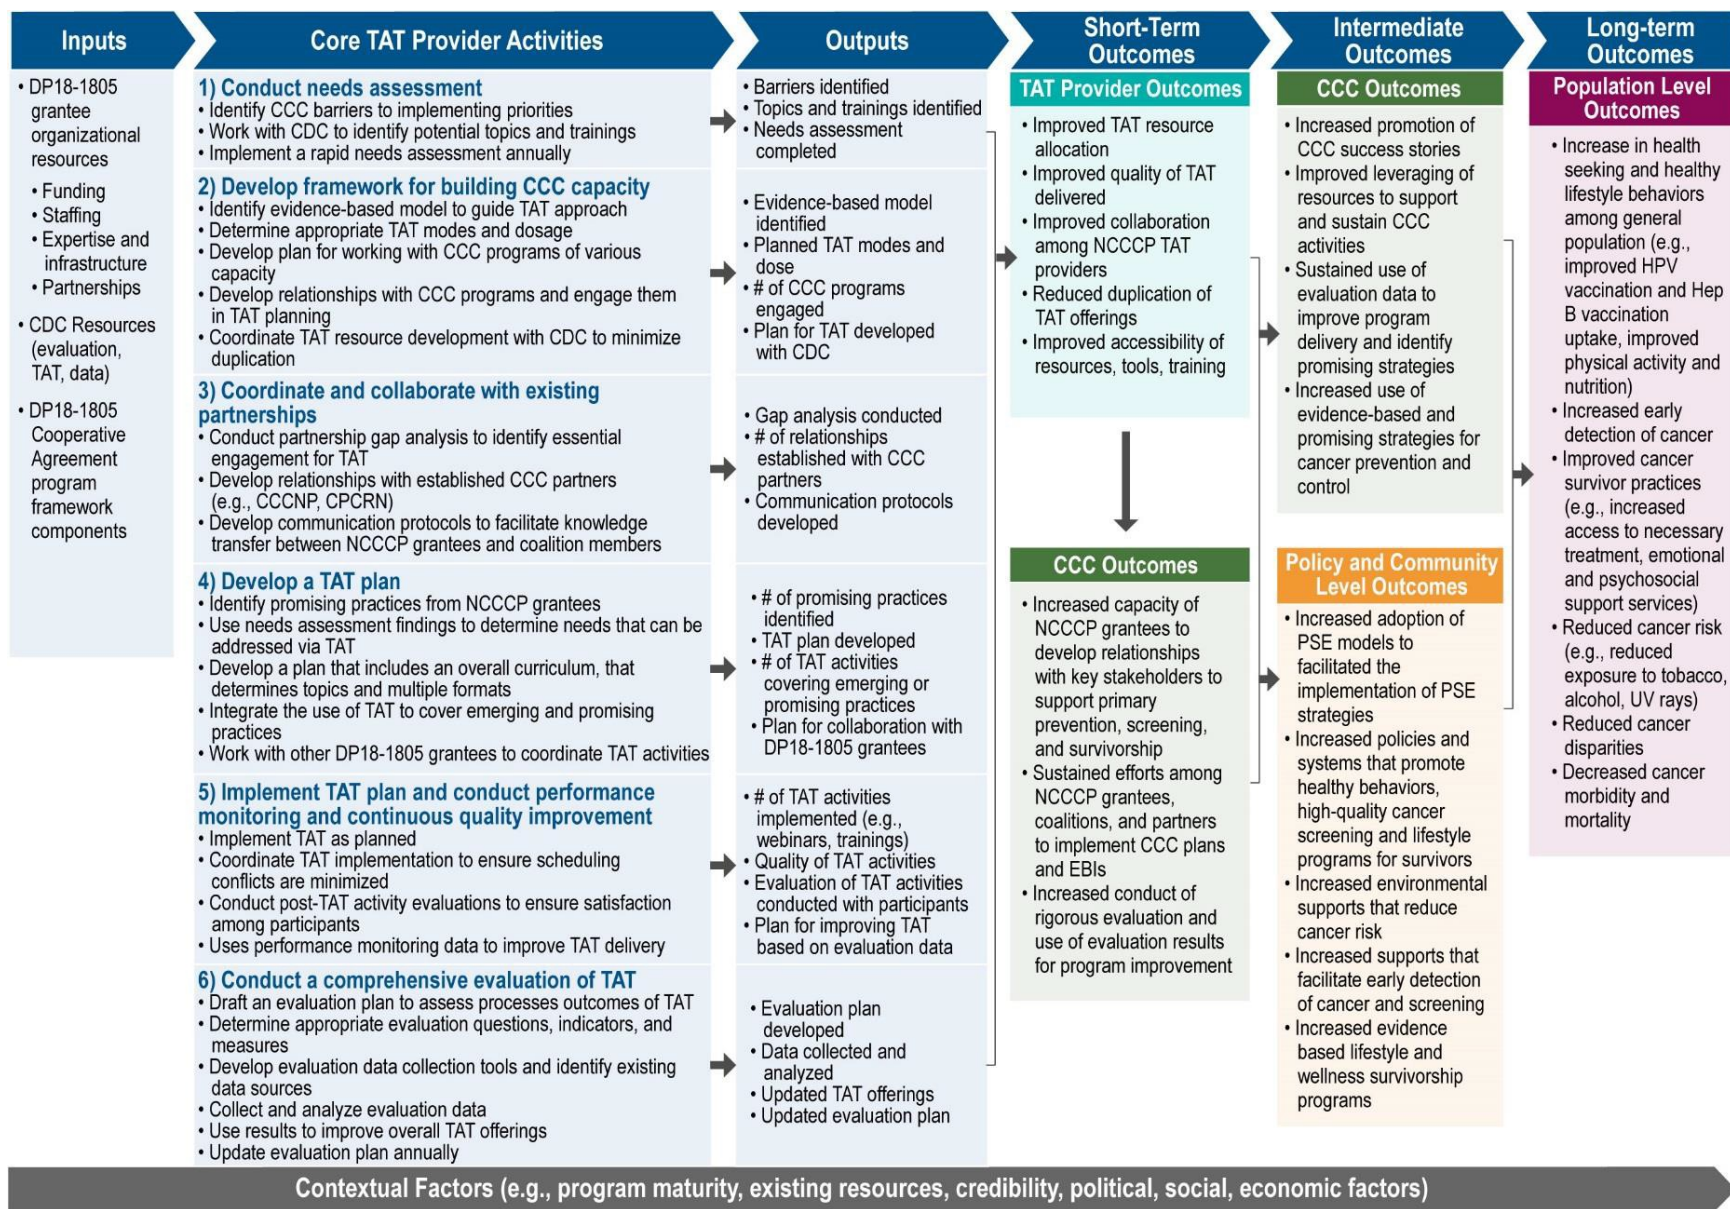 Inputs
Core TAT Provider Activities
Outputs
Short-Term
Outcomes
Intermediate
Outcomes
Long-term
Outcomes
• DP18-1805
grantee
organizational
resources
• Funding
• Staffing
• Expertise and
infrastructure
• Partnerships
• CDC Resources
(evaluation,
TAT, data)
• DP18-1805
Cooperative
Agreement
program
framework
components
1) Conduct needs assessment
• Identify CCC barriers to implementing priorities
• Work with CDC to identify potential topics and trainings
• Implement a rapid needs assessment annually
2) Develop framework for building CCC capacity
• Identify evidence-based model to guide TAT approach
• Determine appropriate TAT modes and dosage
• Develop plan for working with CCC programs of various
capacity
• Develop relationships with CCC programs and engage them
in TAT planning
• Coordinate TAT resource development with CDC to minimize
duplication
3) Coordinate and collaborate with existing
partnerships
• Conduct partnership gap analysis to identify essential
engagement for TAT
• Develop relationships with established CCC partners
(e.g., CCCNP, CPCRN)
• Develop communication protocols to facilitate knowledge
transfer between NCCCP grantees and coalition members
4) Develop a TAT plan
• Identify promising practices from NCCCP grantees
• Use needs assessment findings to determine needs that can be
addressed via TAT
• Develop a plan that includes an overall curriculum, that
determines topics and multiple formats
• Integrate the use of TAT to cover emerging and promising
practices
• Work with other DP18-1805 grantees to coordinate TAT activities
5) Implement TAT plan and conduct performance
monitoring and continuous quality improvement
• Implement TAT as planned
• Coordinate TAT implementation to ensure scheduling
conflicts are minimized
• Conduct post-TAT activity evaluations to ensure satisfaction
among participants
• Uses performance monitoring data to improve TAT delivery
6) Conduct a comprehensive evaluation of TAT
• Draft an evaluation plan to assess processes outcomes of TAT
• Determine appropriate evaluation questions, indicators, and
measures
• Develop evaluation data collection tools and identify existing
data sources
• Collect and analyze evaluation data
• Use results to improve overall TAT offerings
• Update evaluation plan annually
• Barriers identified
• Topics and trainings identified
• Needs assessment
completed
• Evidence-based model
identified
• Planned TAT modes and
dose
• # of CCC programs
engaged
• Plan for TAT developed
with CDC
• Gap analysis conducted
• # of relationships
established with CCC
partners
• Communication protocols
developed
• # of promising practices
identified
• TAT plan developed
• # of TAT activities
covering emerging or
promising practices
• Plan for collaboration with
DP18-1805 grantees
• # of TAT activities
implemented (e.g.,
webinars, trainings)
• Quality of TAT activities
• Evaluation of TAT activities
conducted with participants
• Plan for improving TAT
based on evaluation data
• Evaluation plan
developed
• Data collected and
analyzed
• Updated TAT offerings
• Updated evaluation plan
TAT Provider Outcomes
• Improved TAT resource
allocation
• Improved quality of TAT
delivered
• Improved collaboration
among NCCCP TAT
providers
• Reduced duplication of
TAT offerings
• Improved accessibility of
resources, tools, training
CCC Outcomes
• Increased capacity of
NCCCP grantees to
develop relationships
with key stakeholders to
support primary
prevention, screening,
and survivorship
• Sustained efforts among
NCCCP grantees,
coalitions, and partners
to implement CCC plans
and EBIs
• Increased conduct of
rigorous evaluation and
use of evaluation results
for program improvement
CCC Outcomes
• Increased promotion of
CCC success stories
• Improved leveraging of
resources to support
and sustain CCC
activities
• Sustained use of
evaluation data to
improve program
delivery and identify
promising strategies
• Increased use of
evidence-based and
promising strategies for
cancer prevention and
control
Policy and Community
Level Outcomes
• Increased adoption of
PSE models to
facilitated the
implementation of PSE
strategies
• Increased policies and
systems that promote
healthy behaviors,
high-quality cancer
screening and lifestyle
programs for survivors
• Increased environmental
supports that reduce
cancer risk
• Increased supports that
facilitate early detection
of cancer and screening
• Increased evidence
based lifestyle and
wellness survivorship
programs
Population Level
Outcomes
• Increase in health
seeking and healthy
lifestyle behaviors
among general
population (e.g.,
improved HPV
vaccination and Hep
B vaccination
uptake, improved
physical activity and
nutrition)
• Increased early
detection of cancer
• Improved cancer
survivor practices
(e.g., increased
access to necessary
treatment, emotional
and psychosocial
support services)
• Reduced cancer risk
(e.g., reduced
exposure to tobacco,
alcohol, UV rays)
• Reduced cancer
disparities
• Decreased cancer
morbidity and
mortality
Contextual Factors (e.g., program maturity, existing resources, credibility, political, social, economic factors)